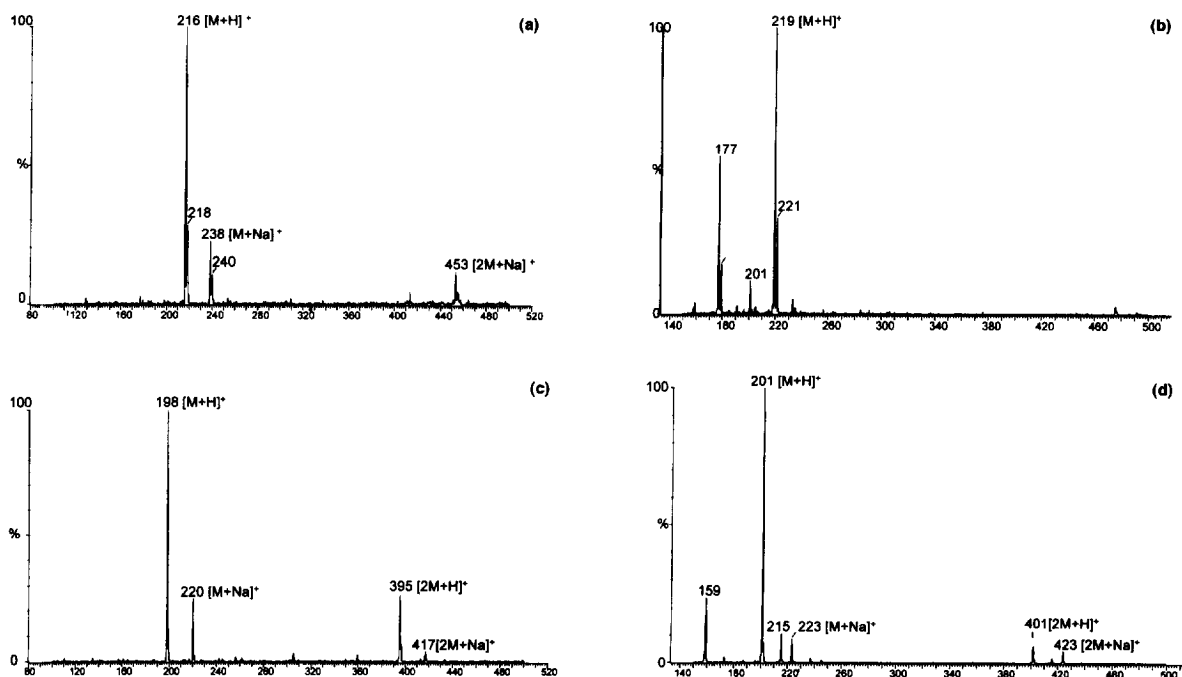 100
216 [M+H] +
(a)
%
218
238 [M+Na] +
240
453 [2M+Na] +
0
80 120 160 200 240 280 320 360 400 440 480 520
100
219 [M+H]+
(b)
%
177
221
201
0
140 180 220 260 300 340 380 420 460 500
100
198 [M+H]+
(c)
%
220 [M+Na]+
395 [2M+H]+
417[2M+Na]+
0
80 120 160 200 240 280 320 360 400 440 480 520
100
201 [M+H]+
(d)
%
159
215
223 [M+Na]+
401[2M+H]+
423 [2M+Na]+
0
140 180 220 260 300 340 380 420 460 500